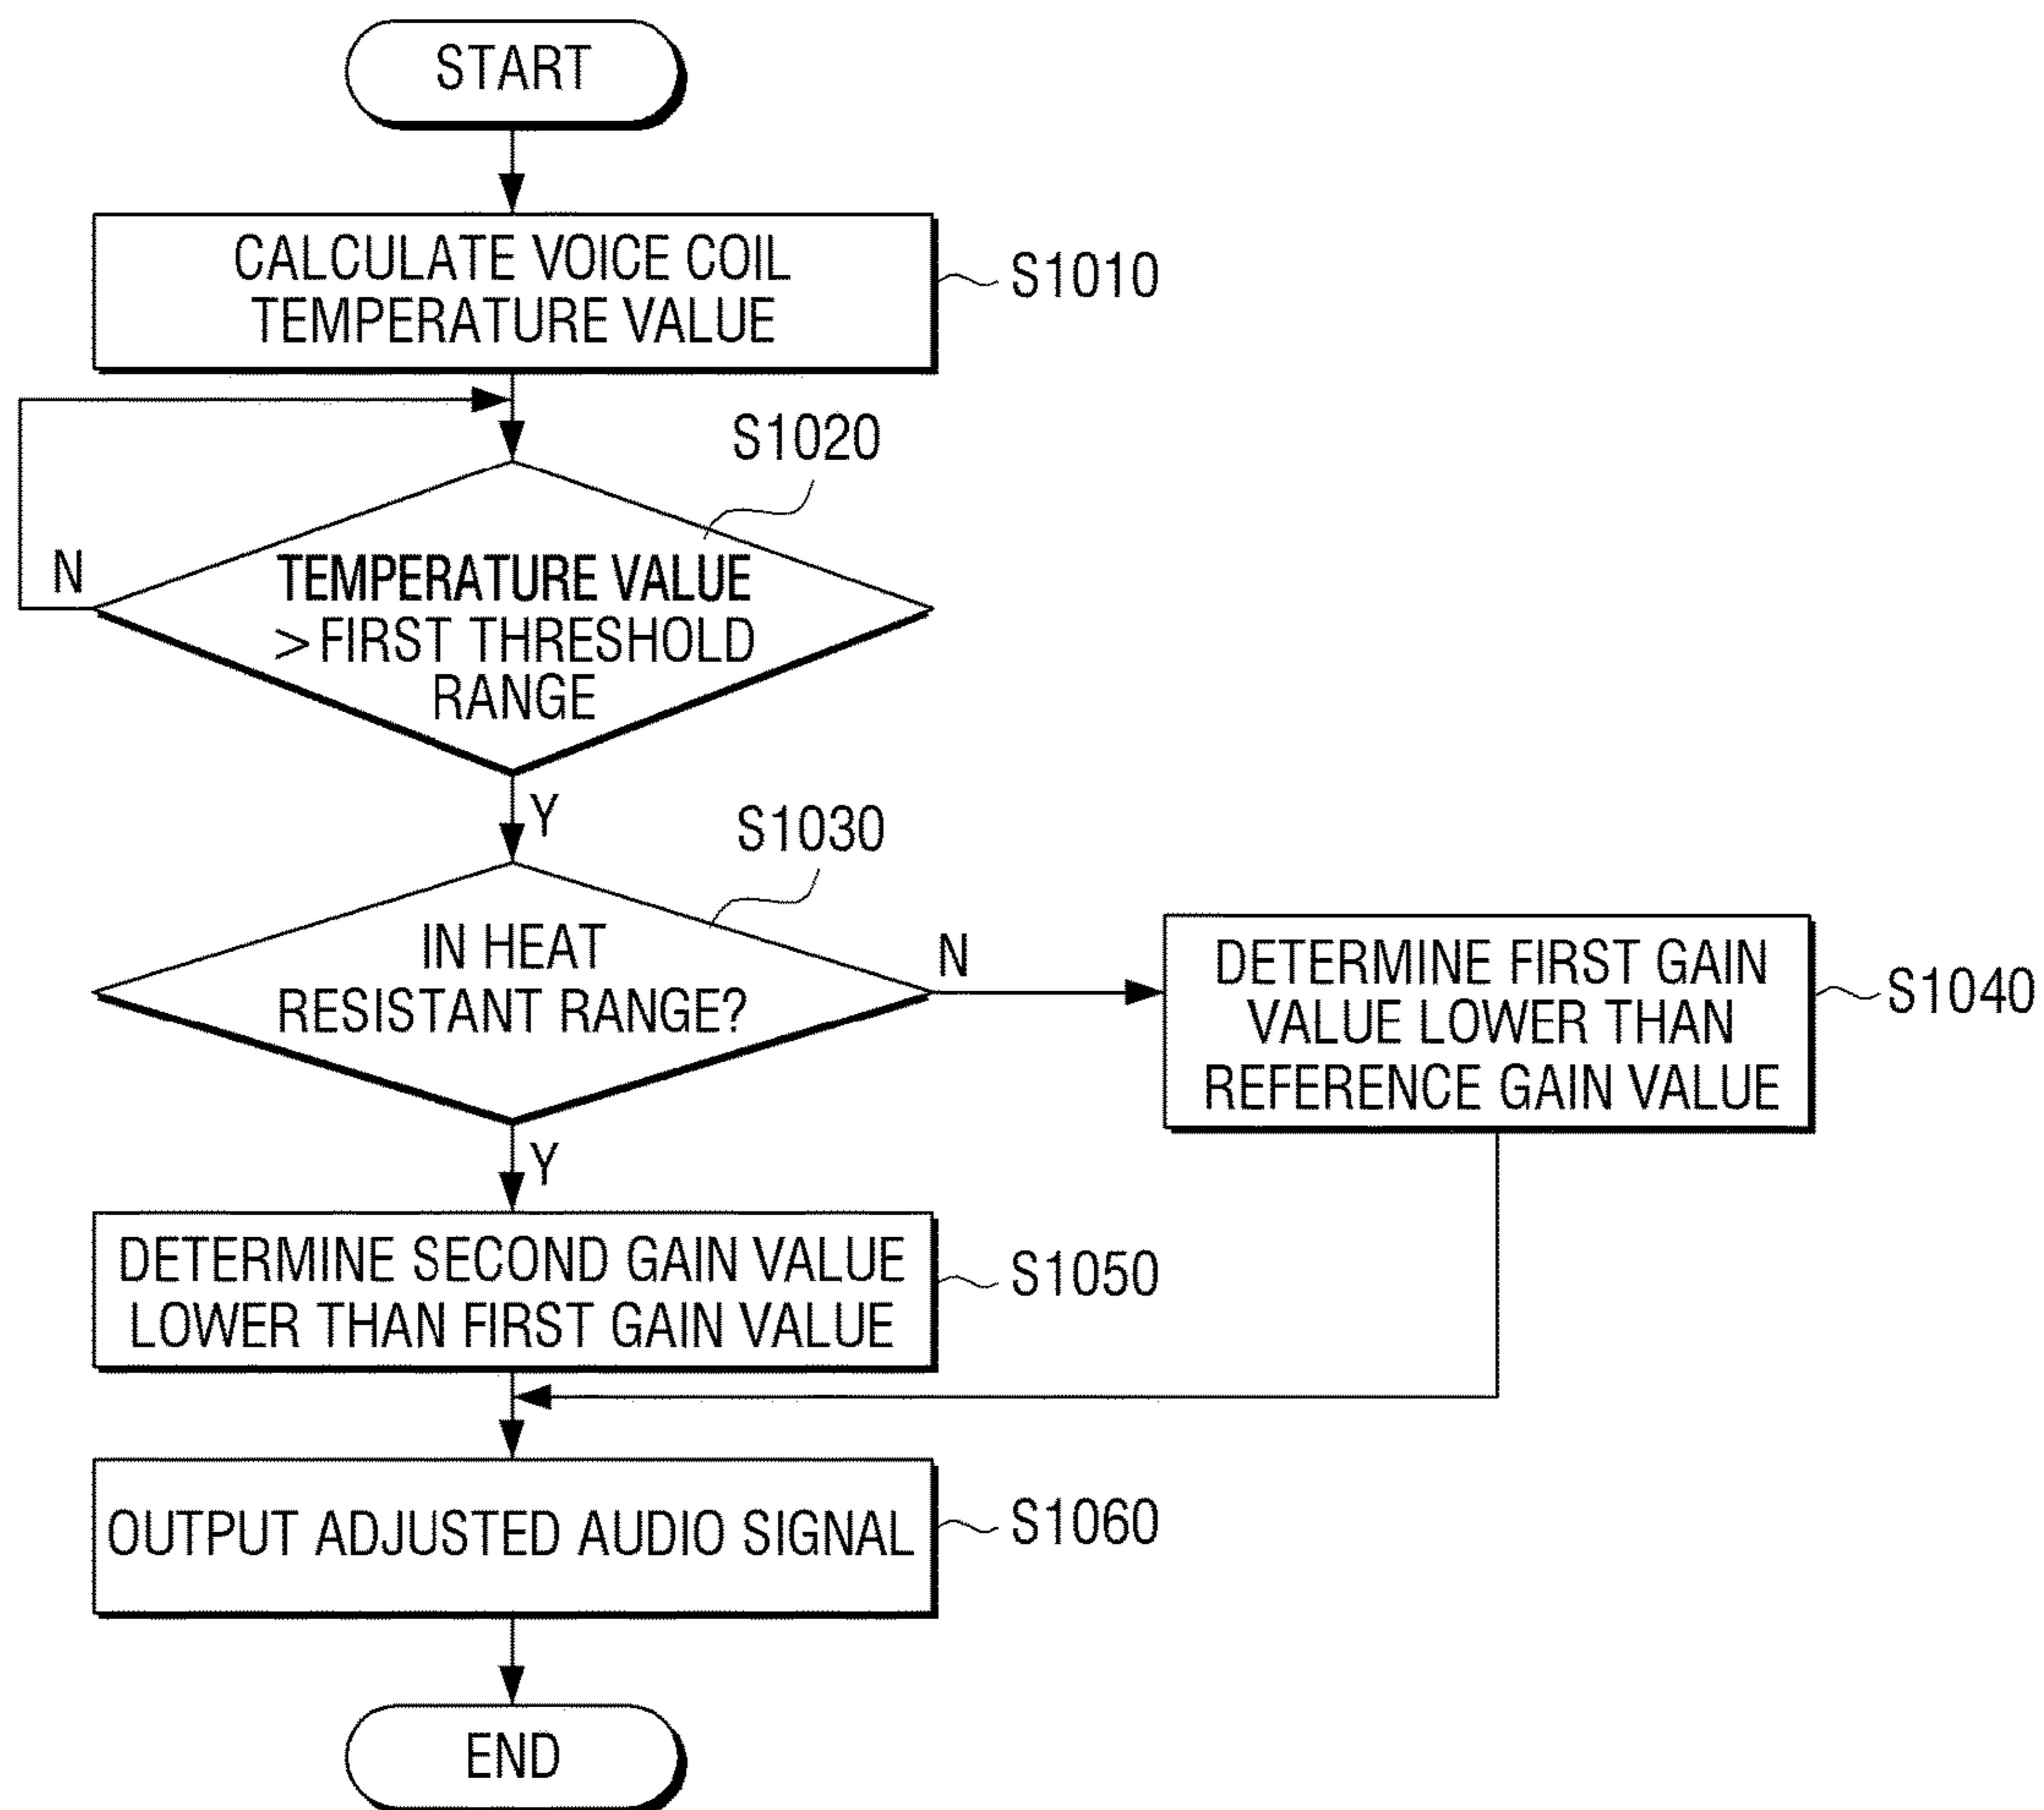 START
CALCULATE VOICE COIL
TEMPERATURE VALUE
S1010
S1020
N
TEMPERATURE VALUE
> FIRST THRESHOLD
RANGE
Y
S1030
IN HEAT
RESISTANT RANGE?
N
DETERMINE FIRST GAIN
VALUE LOWER THAN
REFERENCE GAIN VALUE
S1040
Y
DETERMINE SECOND GAIN VALUE
LOWER THAN FIRST GAIN VALUE
S1050
OUTPUT ADJUSTED AUDIO SIGNAL
S1060
END